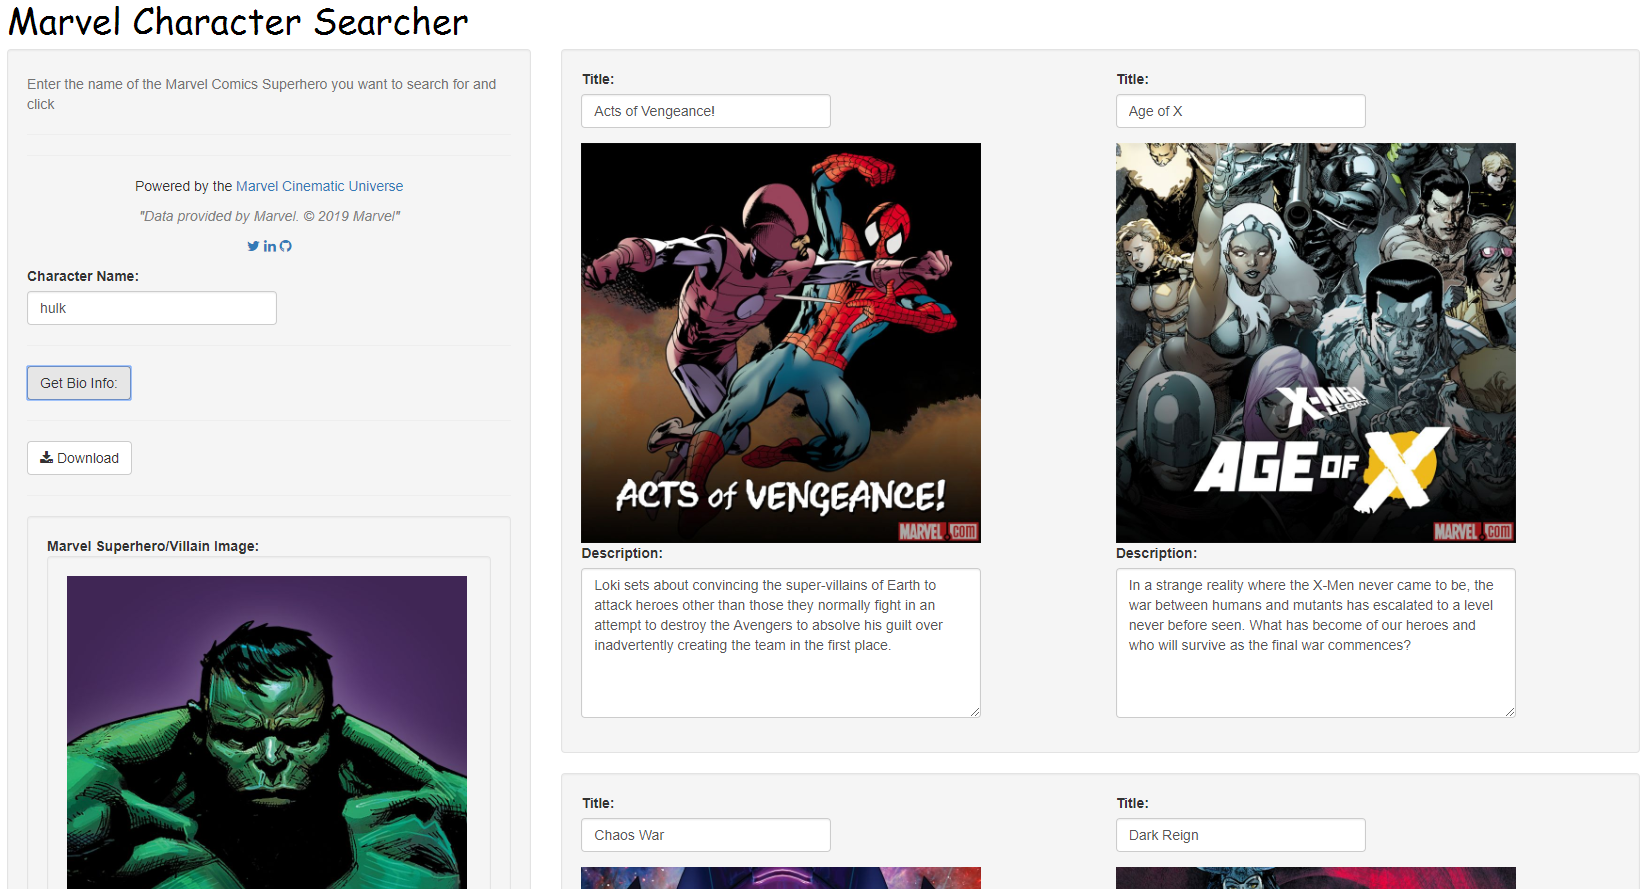 Marvel Character Searcher
Enter the name of the Marvel Comics Superhero you want to search for and
click
Powered by the Marvel Cinematic Universe
"Data provided by Marvel. © 2019 Marvel"
Character Name:
hulk
Get Bio Info:
Download
Marvel Superhero/Villain Image:
Title:
Acts of Vengeance!
ACTS of VENGEANCE!
MARVEL.com
Description:
Loki sets about convincing the super-villains of Earth to
attack heroes other than those they normally fight in an
attempt to destroy the Avengers to absolve his guilt over
inadvertently creating the team in the first place.
Title:
Age of X
X-MEN
LEGACY
AGE OF X
MARVEL.com
Description:
In a strange reality where the X-Men never came to be, the
war between humans and mutants has escalated to a level
never before seen. What has become of our heroes and
who will survive as the final war commences?
Title:
Chaos War
Title:
Dark Reign